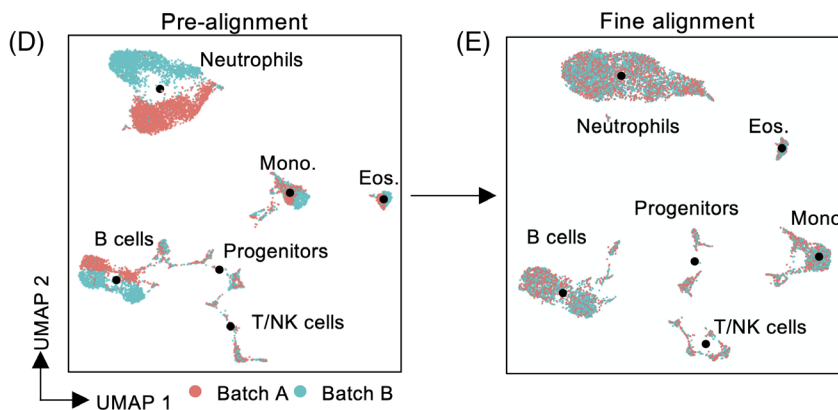 (D)
Pre-alignment
Neutrophils
Mono.
Eos.
B cells
Progenitors
T/NK cells
UMAP 2
UMAP 1
Batch A
Batch B
(E)
Fine alignment
Neutrophils
Eos.
Progenitors
B cells
Mono.
T/NK cells